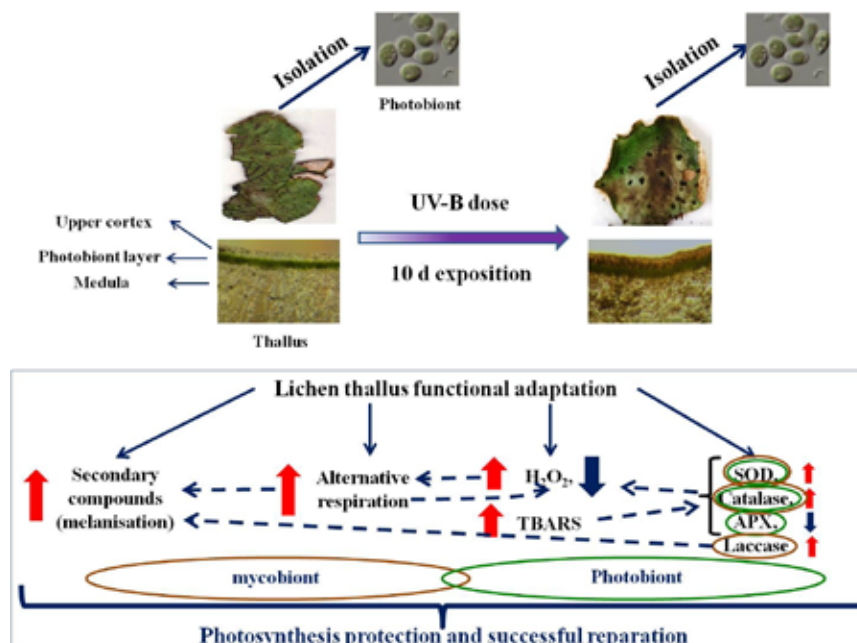 Isolation
Photobiont
Isolation
UV-B dose
Upper cortex
Photobiont layer
10 d exposition
Medula
Thallus
Lichen thallus functional adaptation
Secondary compounds (melanisation)
Alternative respiration
H₂O₂,
TBARS
SOD,
Catalase,
APX,
Laccase
mycobiont
Photobiont
Photosynthesis protection and successful reparation